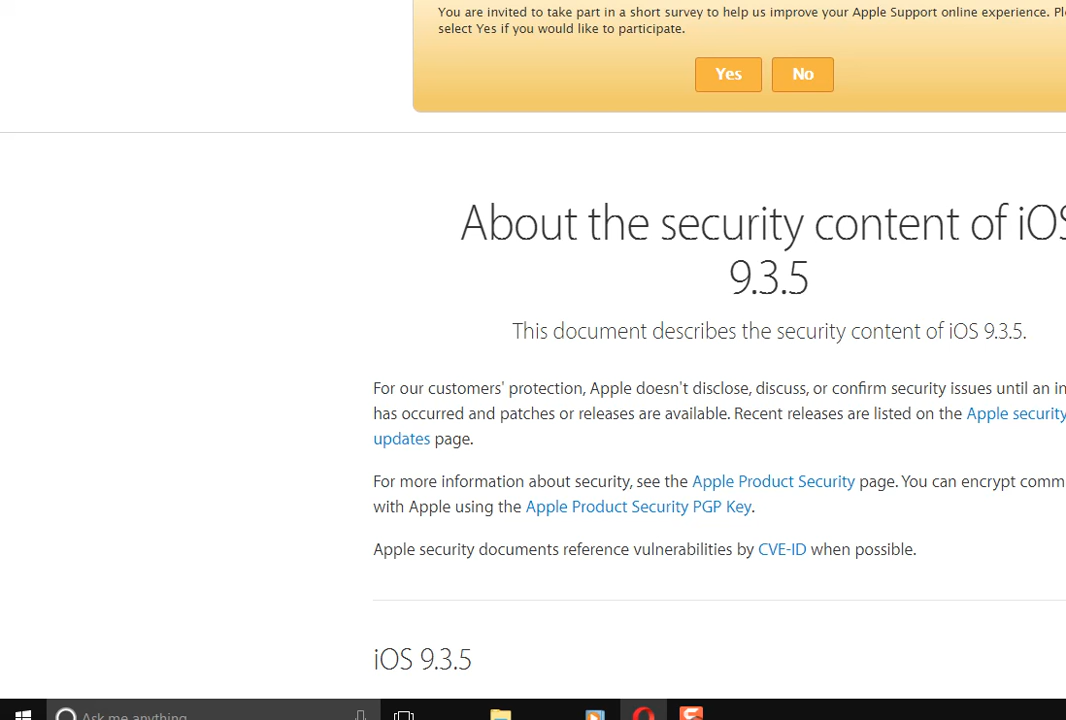 You are invited to take part in a short survey to help us improve your Apple Support online experience.
select Yes if you would like to participate.
Yes No
About the security content of iOS
9.3.5
This document describes the security content of iOS 9.3.5.
For our customers' protection, Apple doesn't disclose, discuss, or confirm security issues until an
has occurred and patches or releases are available. Recent releases are listed on the Apple security
updates page.
For more information about security, see the Apple Product Security page. You can encrypt
with Apple using the Apple Product Security PGP Key.
Apple security documents reference vulnerabilities by CVE-ID when possible.
iOS 9.3.5
Ask me anything